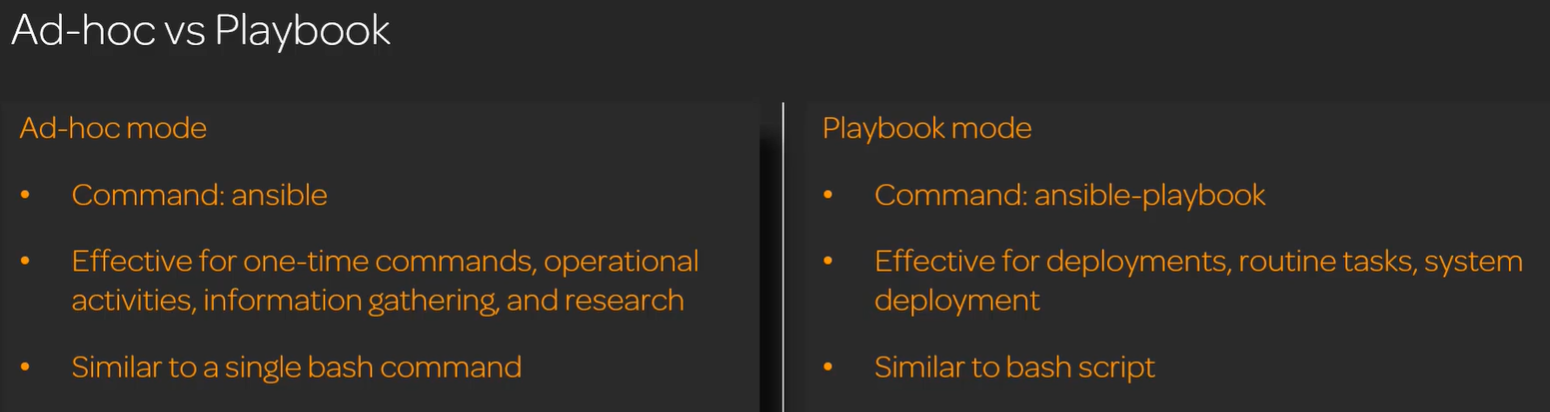 Ad-hoc vs Playbook
Ad-hoc mode
• Command: ansible
• Effective for one-time commands, operational
activities, information gathering, and research
• Similar to a single bash command
Playbook mode
• Command: ansible-playbook
• Effective for deployments, routine tasks, system
deployment
• Similar to bash script